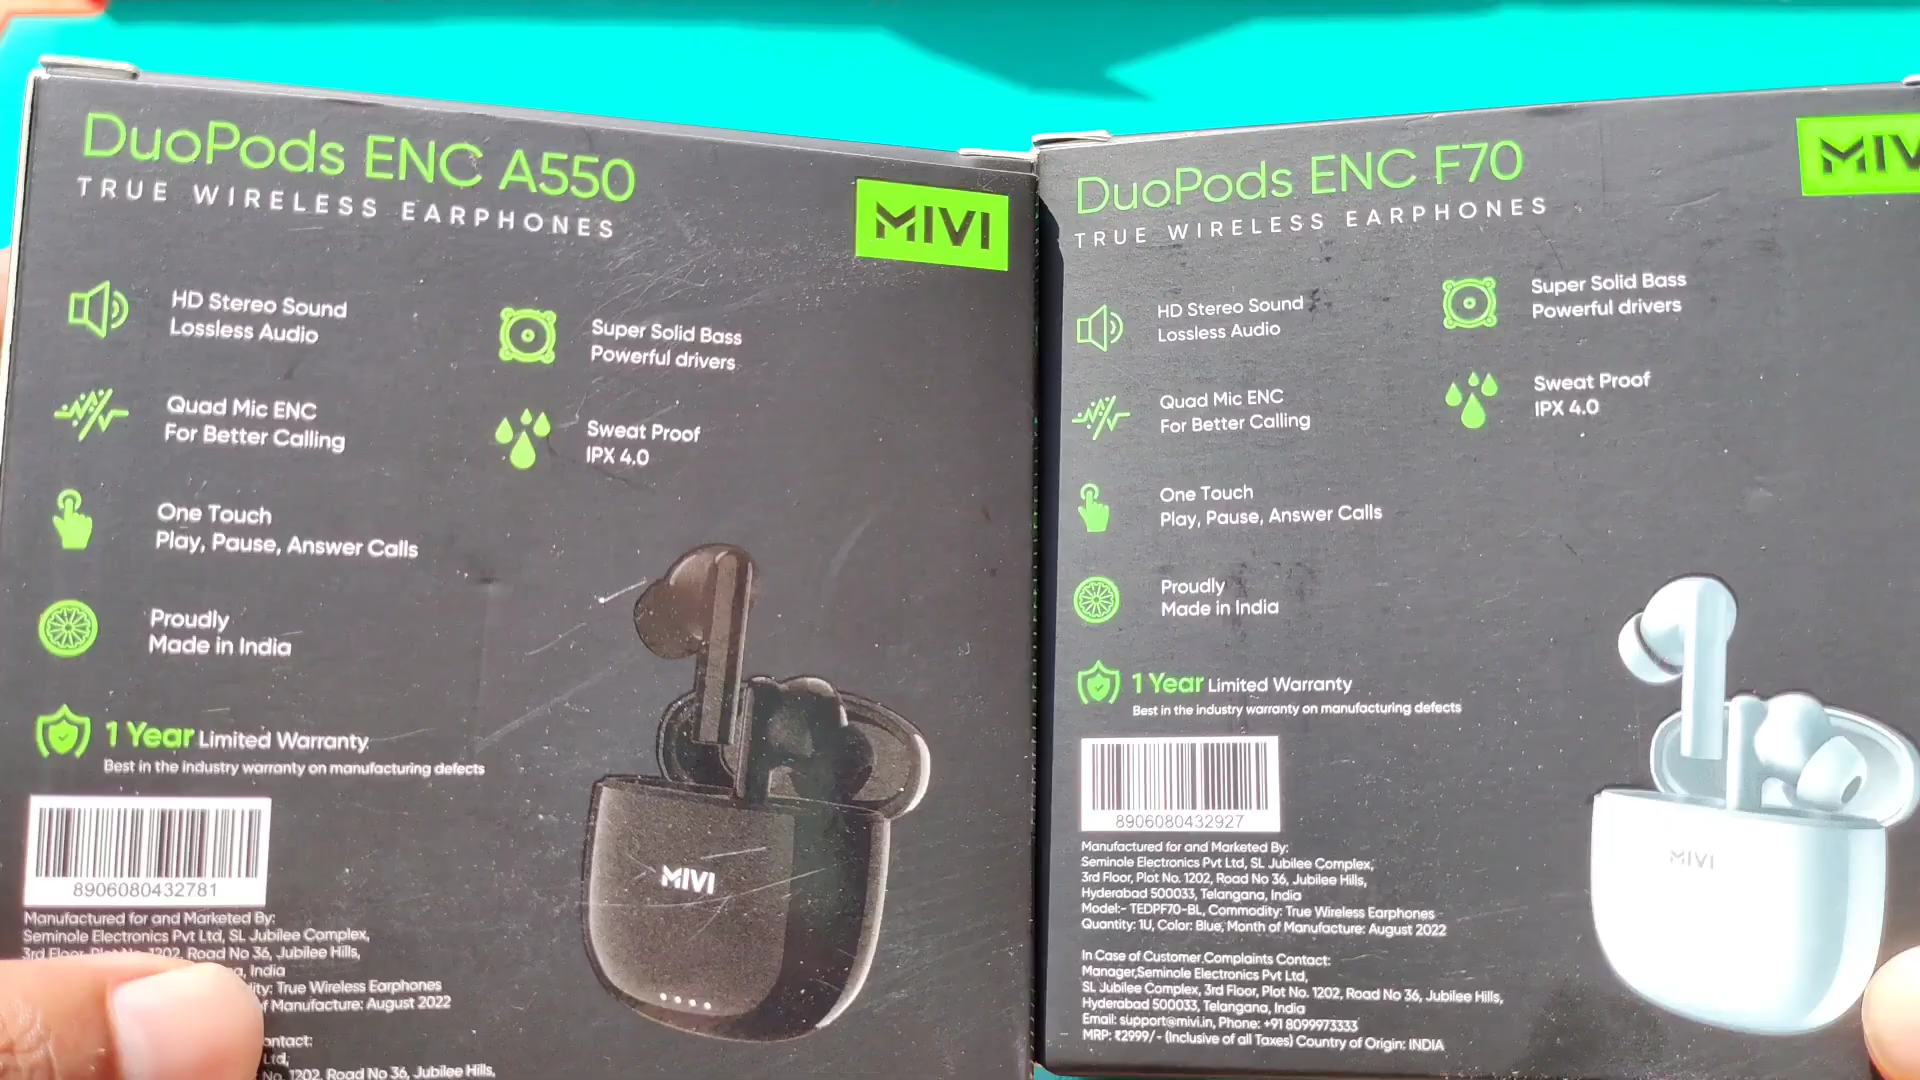 DuoPods ENC A550
TRUE WIRELESS EARPHONES
MIVI
HD Stereo Sound
Lossless Audio
Super Solid Bass
Powerful drivers
Quad Mic ENC
For Better Calling
Sweat Proof
IPX 4.0
One Touch
Play, Pause, Answer Calls
Proudly
Made in India
1 Year Limited Warranty
Best in the industry warranty on manufacturing defects
8906080432781
Manufactured for and Marketed By:
Seminole Electronics Pvt Ltd, SL Jubilee Complex,
3rd Floor, Plot No. 1202, Road No 36, Jubilee Hills,
India
True Wireless Earphones
Manufacture: August 2022
Ltd,
No. 1202, Road No 36, Jubilee Hills,
MIVI
DuoPods ENC F70
TRUE WIRELESS EARPHONES
MIV
HD Stereo Sound
Lossless Audio
Super Solid Bass
Powerful drivers
Quad Mic ENC
For Better Calling
Sweat Proof
IPX 4.0
One Touch
Play, Pause, Answer Calls
Proudly
Made in India
1 Year Limited Warranty
Best in the industry warranty on manufacturing defects
8906080432927
Manufactured for and Marketed By:
Seminole Electronics Pvt Ltd, SL Jubilee Complex,
3rd Floor, Plot No. 1202, Road No 36, Jubilee Hills,
Hyderabad 500033, Telangana, India
Model:- TEDPF70-BL, Commodity: True Wireless Earphones
Quantity: 1U, Color: Blue, Month of Manufacture: August 2022
In Case of Customer Complaints Contact:
Manager,Seminole Electronics Pvt Ltd,
SL Jubilee Complex, 3rd Floor, Plot No. 1202, Road No 36, Jubilee Hills,
Hyderabad 500033, Telangana, India
Email: support@mivi.in, Phone: +91 8099973333
MRP: ₹2999/- (Inclusive of all Taxes) Country of Origin: INDIA
MIVI